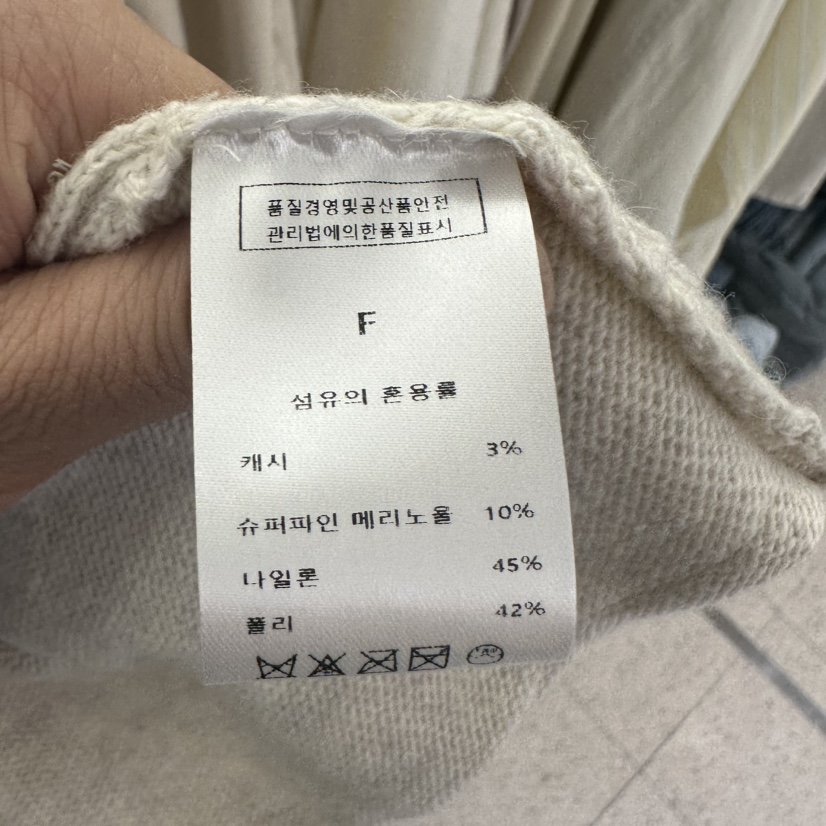 품질경영및공산품안전
관리법에의한품질표시
F
섬유의 혼용률
캐시 3%
슈퍼파인 메리노울 10%
나일론 45%
폴리 42%